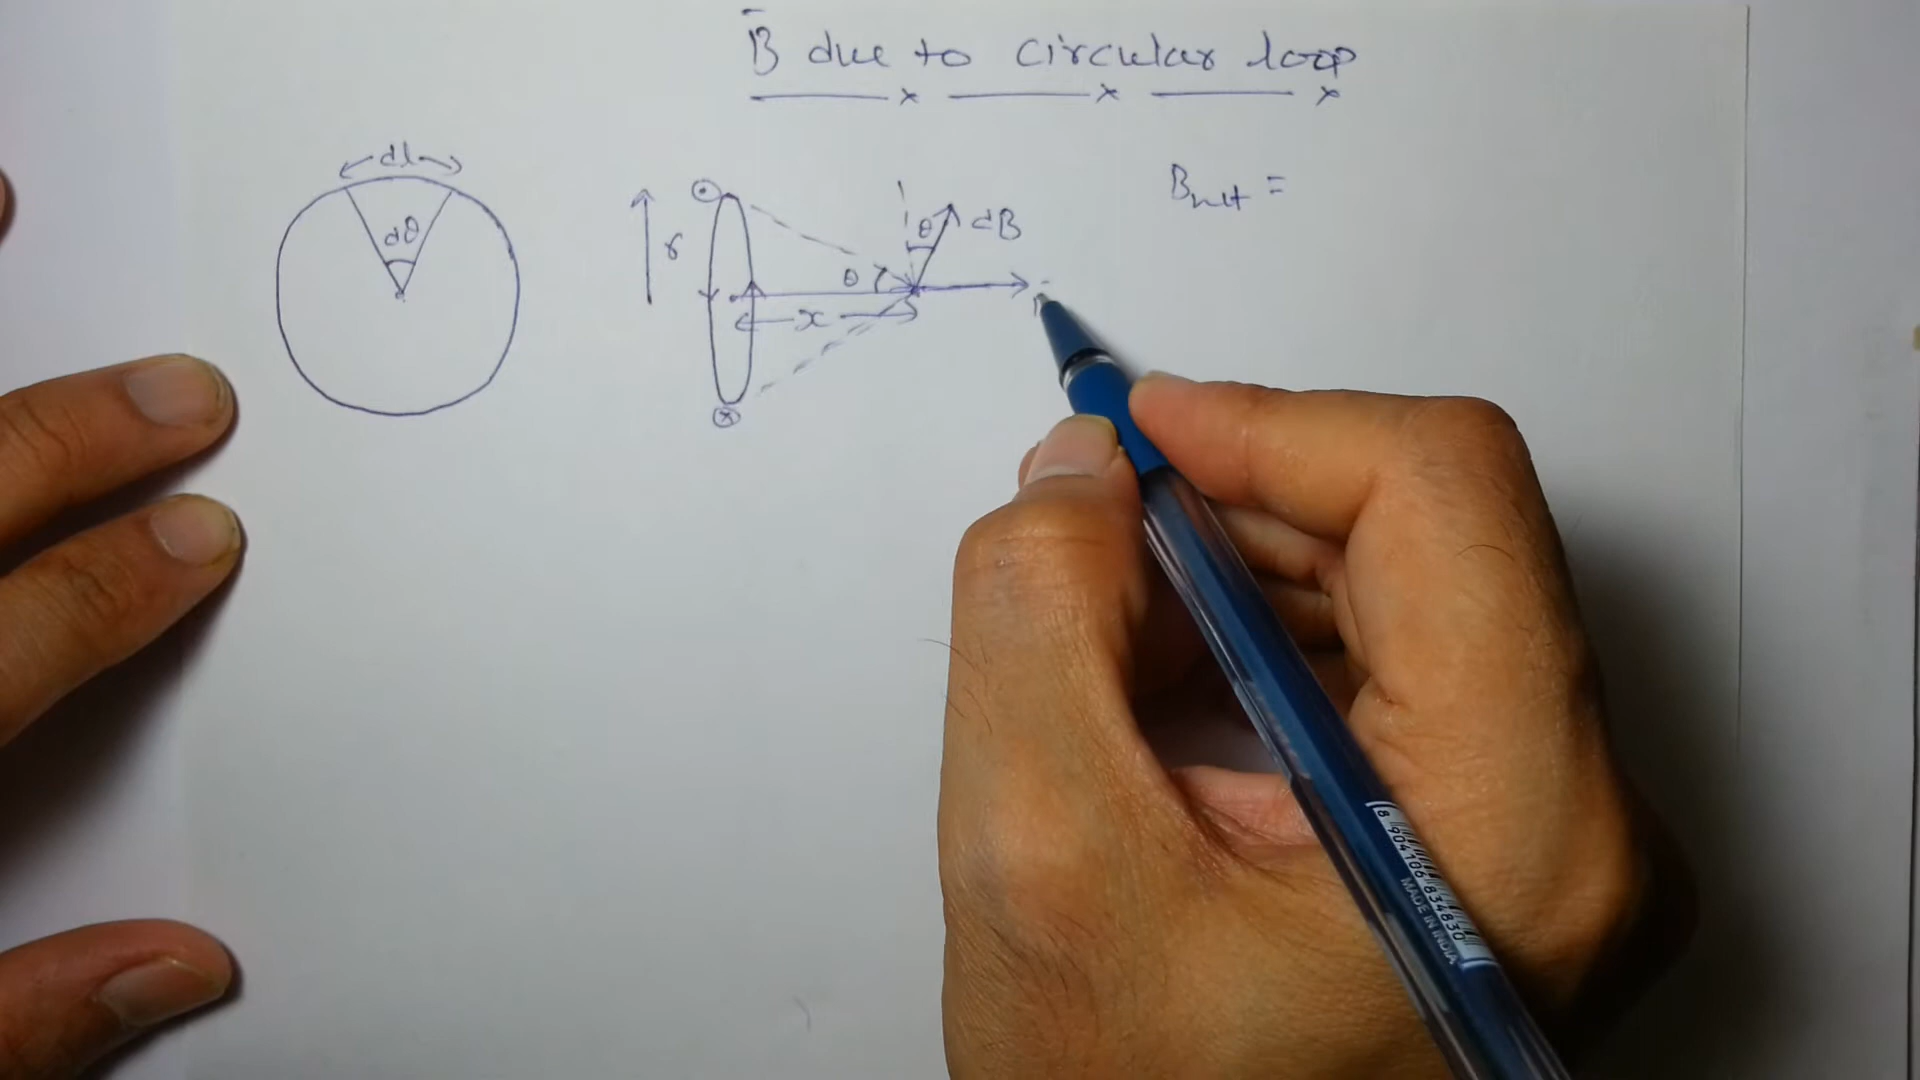 B̄ due to circular loop
dl
dθ
r
θ
x
θ
dB
Bnet =
8 904106 834830
MADE IN INDIA